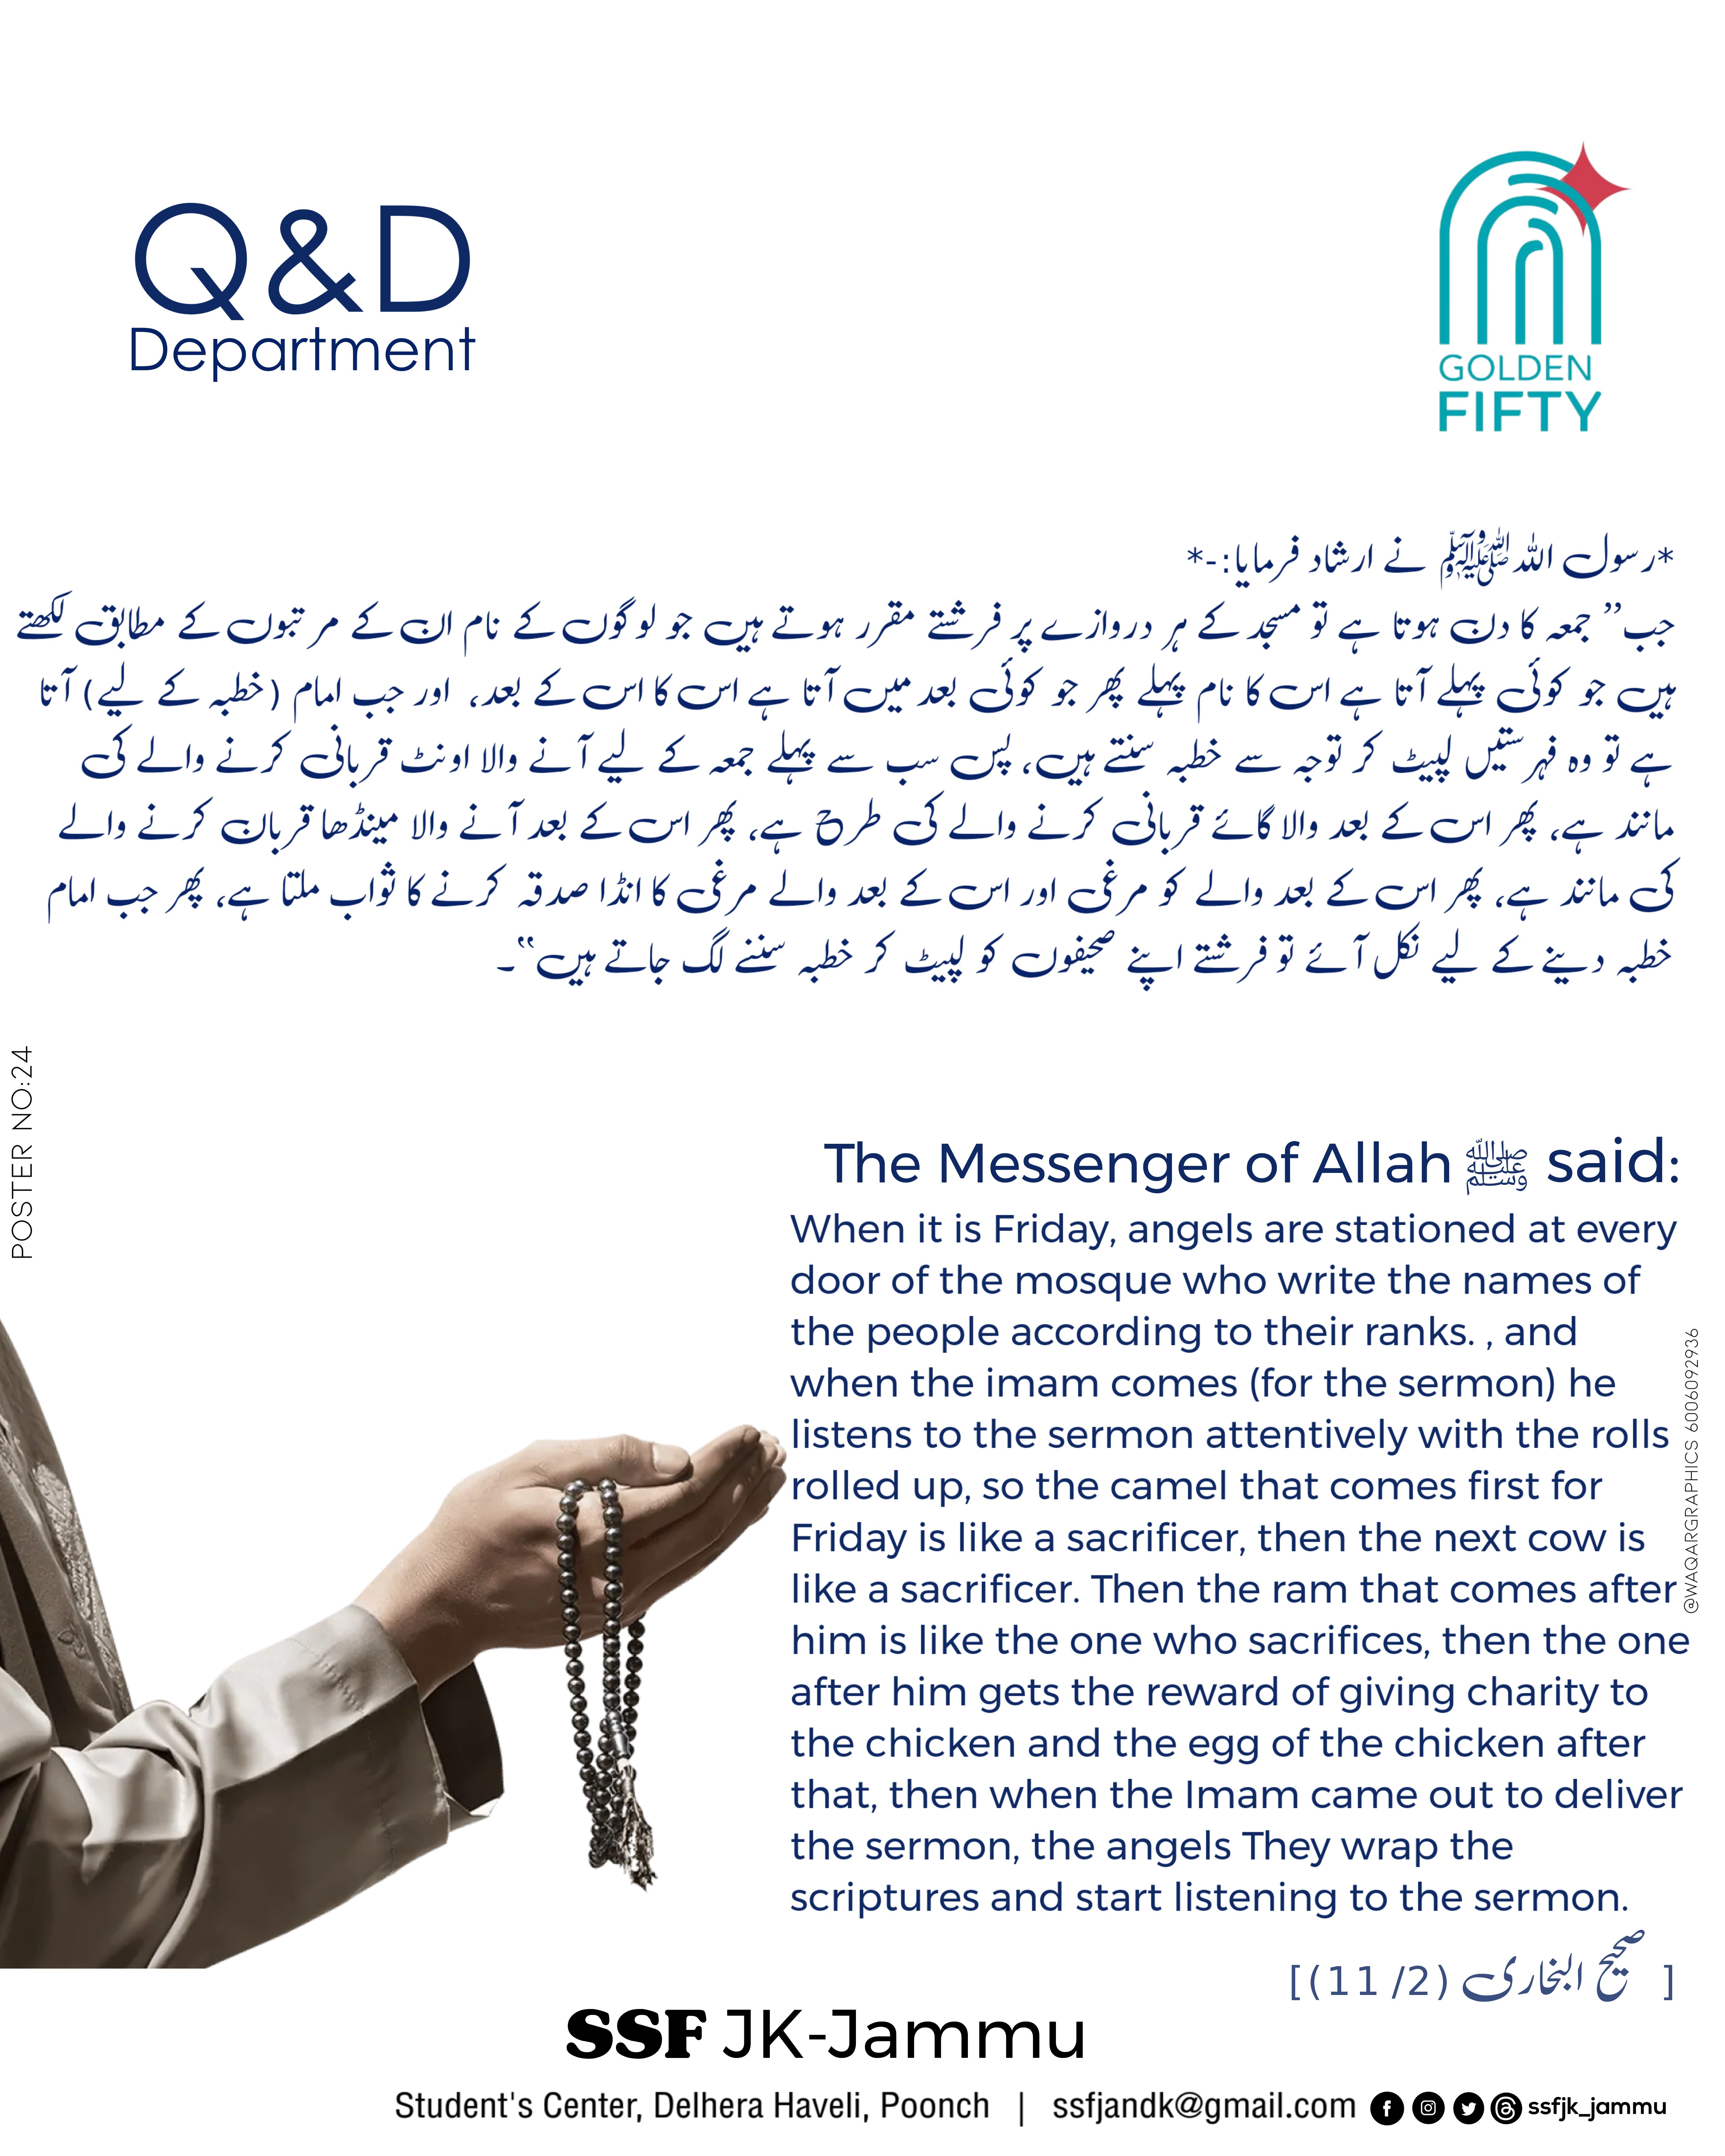 Q&D
Department
GOLDEN
FIFTY
*رسول اللہ ﷺ نے ارشاد فرمایا:-*
جب” جمعہ کا دن ہوتا ہے تو مسجد کے ہر دروازے پر فرشتے مقرر ہوتے ہیں جو لوگوں کے نام ان کے مرتبوں کے مطابق لکھتے
ہیں جو کوئی پہلے آتا ہے اس کا نام پہلے پھر جو کوئی بعد میں آتا ہے اس کا اس کے بعد، اور جب امام (خطبہ کے لیے) آتا
ہے تو وہ فہرستیں لپیٹ کر توجہ سے خطبہ سنتے ہیں، پس سب سے پہلے جمعہ کے لیے آنے والا اونٹ قربانی کرنے والے کی
مانند ہے، پھر اس کے بعد والا گائے قربانی کرنے والے کی طرح ہے، پھر اس کے بعد آنے والا مینڈھا قربان کرنے والے
کی مانند ہے، پھر اس کے بعد والے کو مرغی اور اس کے بعد والے مرغی کا انڈا صدقہ کرنے کا ثواب ملتا ہے، پھر جب امام
خطبہ دینے کے لیے نکل آئے تو فرشتے اپنے صحیفوں کو لپیٹ کر خطبہ سننے لگ جاتے ہیں“۔
POSTER NO:24
The Messenger of Allah ﷺ said:
When it is Friday, angels are stationed at every
door of the mosque who write the names of
the people according to their ranks. , and
when the imam comes (for the sermon) he
listens to the sermon attentively with the rolls
rolled up, so the camel that comes first for
Friday is like a sacrificer, then the next cow is
like a sacrificer. Then the ram that comes after
him is like the one who sacrifices, then the one
after him gets the reward of giving charity to
the chicken and the egg of the chicken after
that, then when the Imam came out to deliver
the sermon, the angels They wrap the
scriptures and start listening to the sermon.
@WAQARGRAPHICS 6006092936
[ صحیح البخاری (2/ 11)]
SSF JK-Jammu
Student's Center, Delhera Haveli, Poonch | ssfjandk@gmail.com ssfjk_jammu